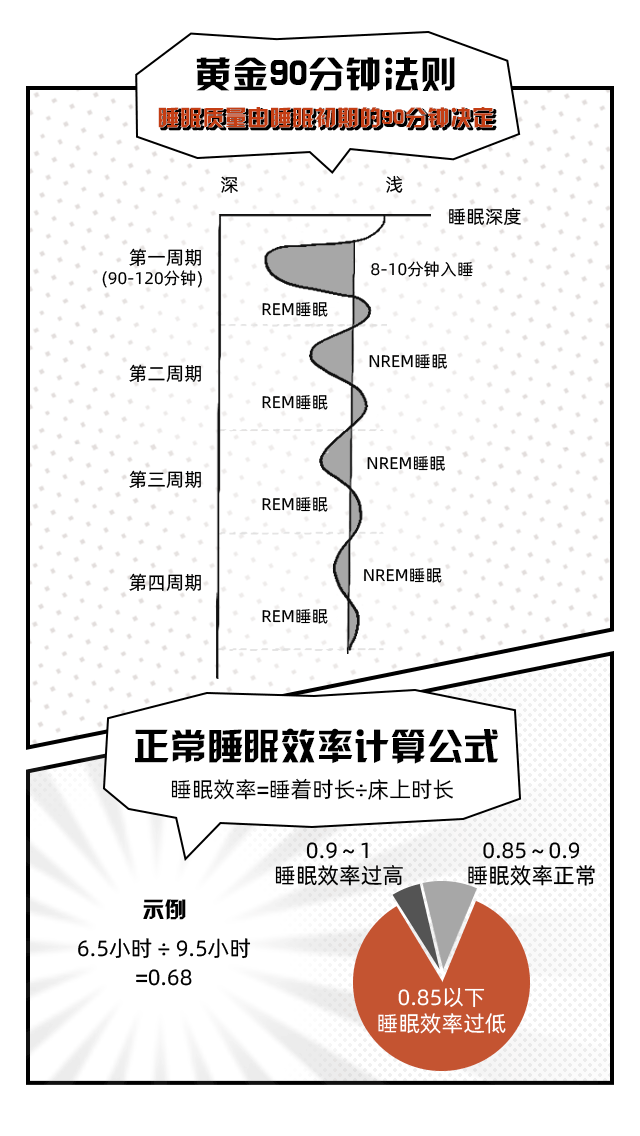 黄金90分钟法则
睡眠质量由睡眠初期的90分钟决定
深
浅
睡眠深度
第一周期
(90-120分钟)
8-10分钟入睡
REM睡眠
第二周期
NREM睡眠
REM睡眠
第三周期
NREM睡眠
REM睡眠
第四周期
NREM睡眠
REM睡眠
正常睡眠效率计算公式
睡眠效率=睡着时长÷床上时长
示例
6.5小时 ÷ 9.5小时
=0.68
0.9 ~ 1
睡眠效率过高
0.85 ~ 0.9
睡眠效率正常
0.85以下
睡眠效率过低